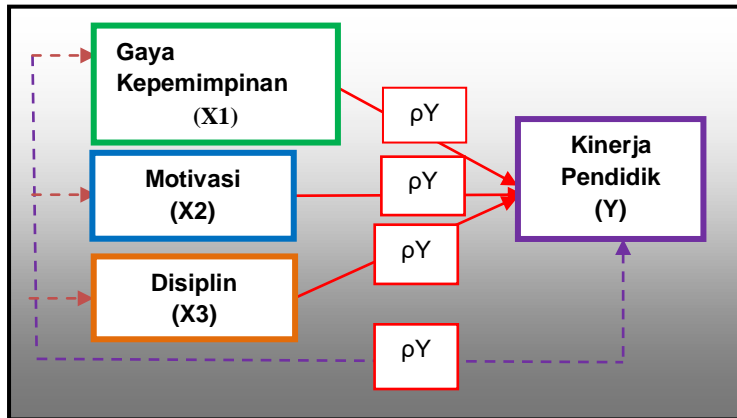 Gaya
Kepemimpinan
(X1)
ρY
Motivasi
(X2)
ρY
Kinerja
Pendidik
(Y)
ρY
Disiplin
(X3)
ρY